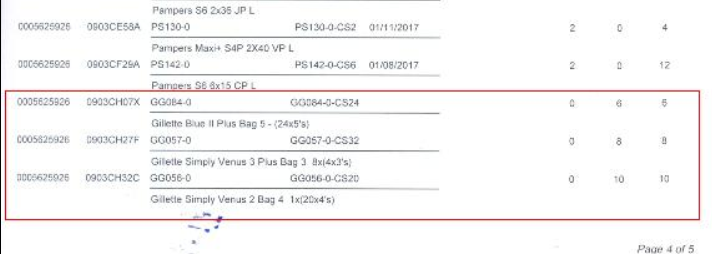 Pampers S6 2x35 JP L
0005625926 0903CE58A PS130-0 PS130-0-CS2 01/11/2017 2 0 4
Pampers Maxi+ S4P 2X40 VP L
0005625926 0903CF29A PS142-0 PS142-0-CS6 01/08/2017 2 0 12
Pampers S6 6x15 CP L
0005625926 0903CH07X GG084-0 GG084-0-CS24 0 6 6
Gillette Blue II Plus Bag 5 - (24x5's)
0005625926 0903CH27F GG057-0 GG057-0-CS32 0 8 8
Gillette Simply Venus 3 Plus Bag 3 8x(4x3's)
0005625926 0903CH32C GG056-0 GG056-0-CS20 0 10 10
Gillette Simply Venus 2 Bag 4 1x(20x4's)
Page 4 of 5